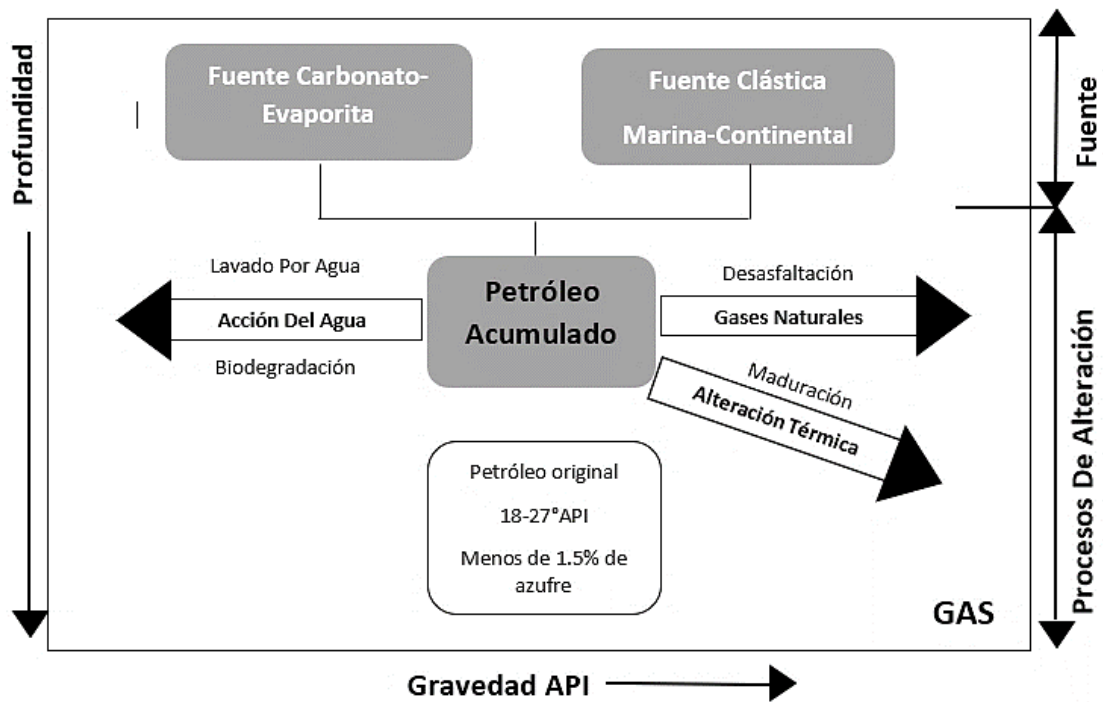 Profundidad
Fuente Carbonato-
Evaporita
Fuente Clástica
Marina-Continental
Fuente
Lavado Por Agua
Acción Del Agua
Biodegradación
Petróleo
Acumulado
Desasfaltación
Gases Naturales
Maduración
Alteración Térmica
Procesos De Alteración
Petróleo original
18-27°API
Menos de 1.5% de
azufre
GAS
Gravedad API